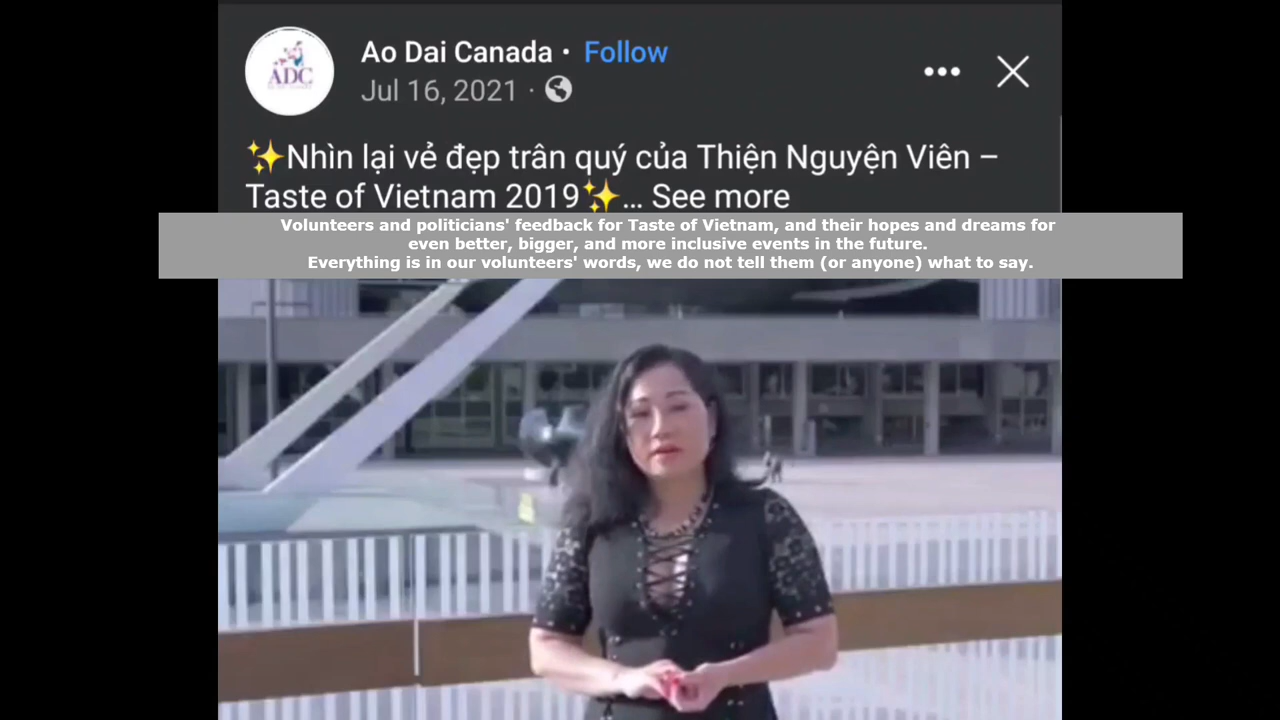 ADC
Ao Dai Canada · Follow
Jul 16, 2021 ·
✨Nhìn lại vẻ đẹp trân quý của Thiện Nguyện Viên –
Taste of Vietnam 2019✨... See more
Volunteers and politicians' feedback for Taste of Vietnam, and their hopes and dreams for
even better, bigger, and more inclusive events in the future.
Everything is in our volunteers' words, we do not tell them (or anyone) what to say.